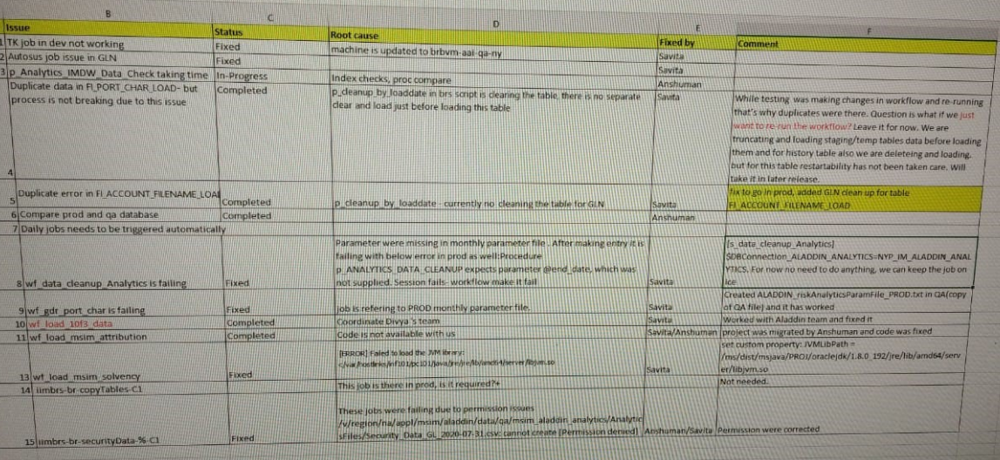 B C D E F
Issue Status Root cause Fixed by Comment
1 TK job in dev not working Fixed machine is updated to brbvm-aai-qa-ny Savita
2 Autosus job issue in GLN Fixed Savita
3 p_Analytics_IMDW_Data_Check taking time In-Progress Index checks, proc compare Anshuman
Duplicate data in FI_PORT_CHAR_LOAD- but Completed p_cleanup_by_loaddate in brs script is clearing the table, there is no separate Savita
process is not breaking due to this issue clear and load just before loading this table
While testing was making changes in workflow and re-running
that's why duplicates were there. Question is what if we just
want to re-run the workflow? Leave it for now. We are
truncating and loading staging/temp tables data before loading
them and for history table also we are deleteing and loading.
but for this table restartability has not been taken care. Will
4 take it in later release.
Duplicate error in FI_ACCOUNT_FILENAME_LOA fix to go in prod, added GLN clean up for table
5 Completed p_cleanup_by_loaddate - currently no cleaning the table for GLN Savita FI_ACCOUNT_FILENAME_LOAD
6 Compare prod and qa database Completed Anshuman
7 Daily jobs needs to be triggered automatically
Parameter were missing in monthly parameter file . After making entry it is [s_data_cleanup_Analytics]
failing with below error in prod as well:Procedure $DBConnection_ALADDIN_ANALYTICS=NYP_IM_ALADDIN_ANAL
p_ANALYTICS_DATA_CLEANUP expects parameter @end_date, which was YTICS. For now no need to do anything, we can keep the job on
8 wf_data_cleanup_Analytics is failing Fixed not supplied. Session fails- workflow make it fail Savita ice
Created ALADDIN_riskAnalyticsParamFile_PROD.txt in QA(copy
9 wf_gdr_port_char is failing Fixed job is refering to PROD monthly parameter file. Savita of QA file) and it has worked
10 wf_load_10f3_data Completed Coordinate Divya 's team Savita Worked with Aladdin team and fixed it
11 wf_load_msim_attribution Completed Code is not available with us Savita/Anshuman project was migrated by Anshuman and code was fixed
[ERROR] Failed to load the JVM library: set custom property: JVMLibPath =
/ms/dist/msjava/PROJ/oraclejdk/1.8.0_192/jre/lib/amd64/serv
13 wf_load_msim_solvency Fixed Savita er/libjvm.so
14 iimbrs-br-copyTables-C1 This job is there in prod, is it required?+ Not needed.
These jobs were failing due to permission issues
/v/region/na/appl/msim/aladdin/data/qa/msim_aladdin_analytics/Analytic
15 iimbrs-br-securityData-%-C1 Fixed sFiles/Security_Data_GL_2020-07-31.csv: cannot create [Permission denied] Anshuman/Savita Permission were corrected